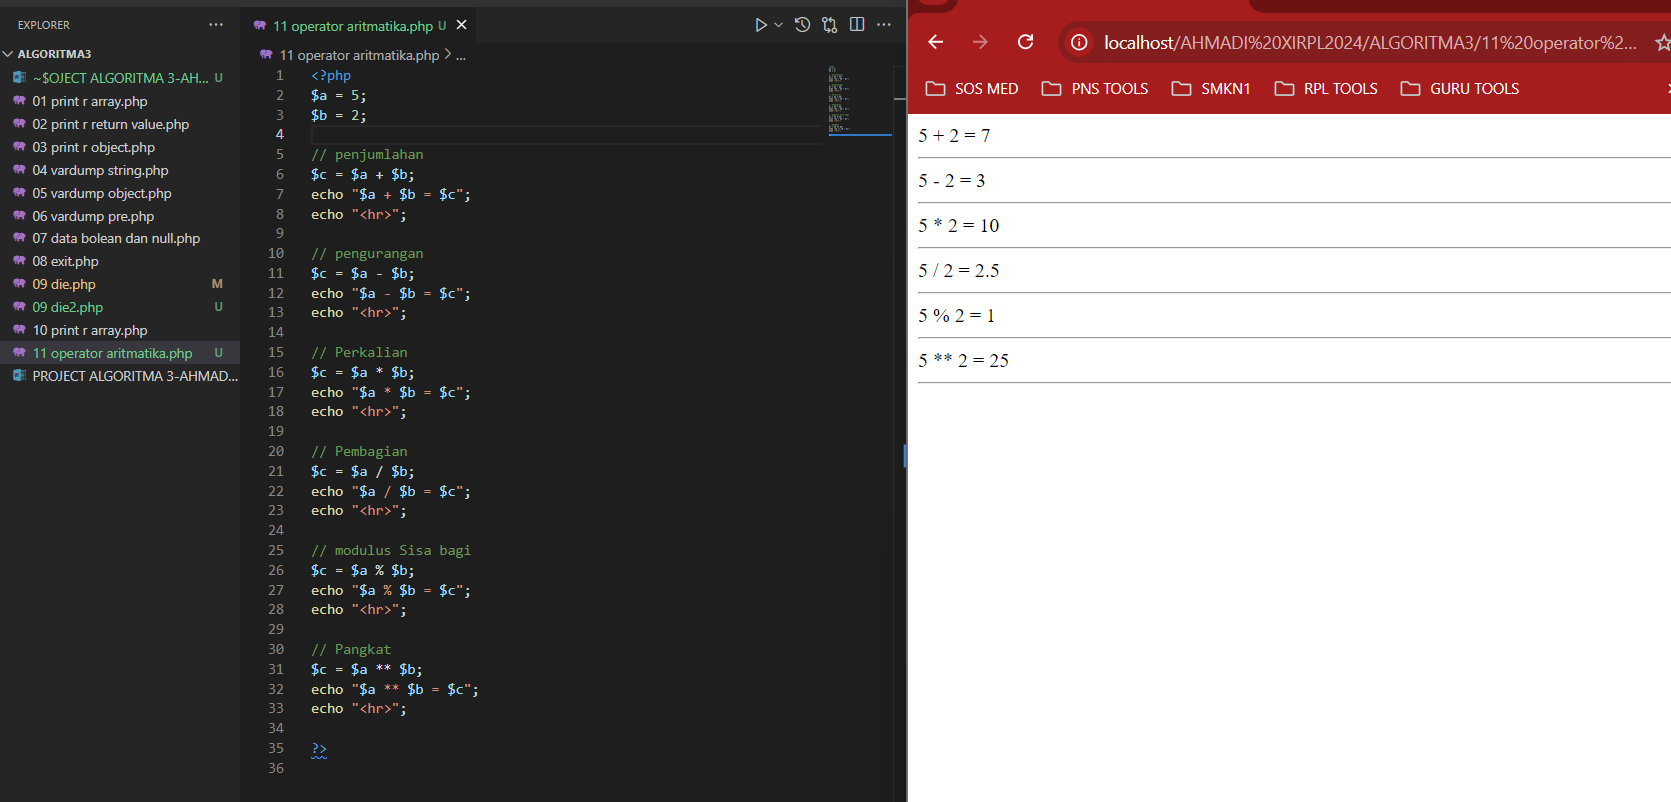 EXPLORER
ALGORITMA3
~$OJECT ALGORITMA 3-AH... U
01 print r array.php
02 print r return value.php
03 print r object.php
04 vardump string.php
05 vardump object.php
06 vardump pre.php
07 data bolean dan null.php
08 exit.php
09 die.php M
09 die2.php U
10 print r array.php
11 operator aritmatika.php U
PROJECT ALGORITMA 3-AHMAD...
11 operator aritmatika.php U
11 operator aritmatika.php > ...
1 <?php
2 $a = 5;
3 $b = 2;
4
5 // penjumlahan
6 $c = $a + $b;
7 echo "$a + $b = $c";
8 echo "<hr>";
9
10 // pengurangan
11 $c = $a - $b;
12 echo "$a - $b = $c";
13 echo "<hr>";
14
15 // Perkalian
16 $c = $a * $b;
17 echo "$a * $b = $c";
18 echo "<hr>";
19
20 // Pembagian
21 $c = $a / $b;
22 echo "$a / $b = $c";
23 echo "<hr>";
24
25 // modulus Sisa bagi
26 $c = $a % $b;
27 echo "$a % $b = $c";
28 echo "<hr>";
29
30 // Pangkat
31 $c = $a ** $b;
32 echo "$a ** $b = $c";
33 echo "<hr>";
34
35 ?>
36
localhost/AHMADI%20XIRPL2024/ALGORITMA3/11%20operator%2...
SOS MED PNS TOOLS SMKN1 RPL TOOLS GURU TOOLS
5 + 2 = 7
5 - 2 = 3
5 * 2 = 10
5 / 2 = 2.5
5 % 2 = 1
5 ** 2 = 25